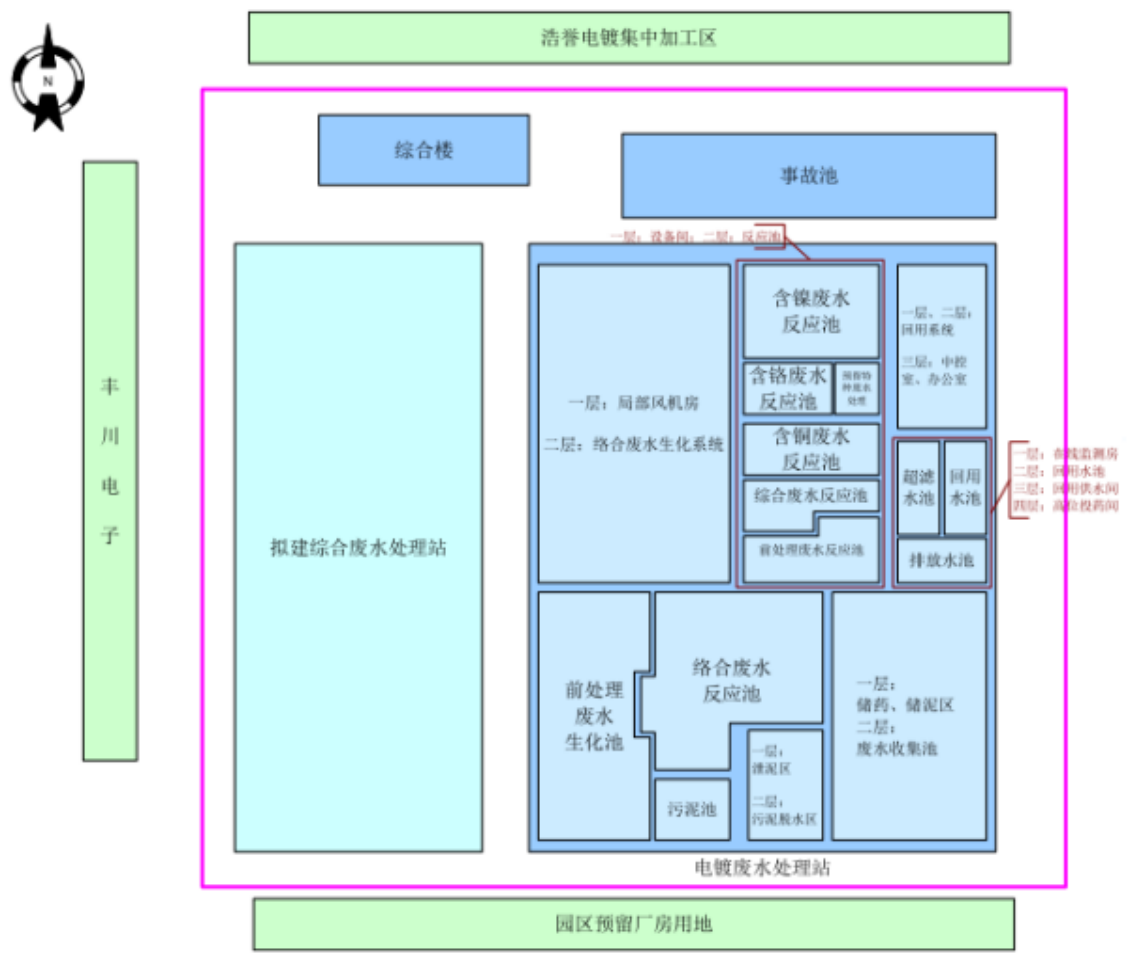 浩誉电镀集中加工区
N
综合楼
事故池
一层：设备间；二层：反应池
丰川电子
拟建综合废水处理站
一层：局部风机房
二层：络合废水生化系统
含镍废水
反应池
含铬废水
反应池
预留特
种废水
处理
含铜废水
反应池
综合废水反应池
前处理废水反应池
一层、二层：
回用系统
三层：中控
室、办公室
超滤
水池
回用
水池
排放水池
一层：在线监测房
二层：回用水池
三层：回用供水间
四层：高位投药间
前处理
废水
生化池
络合废水
反应池
污泥池
一层：
泄泥区
二层：
污泥脱水区
一层：
储药、储泥区
二层：
废水收集池
电镀废水处理站
园区预留厂房用地